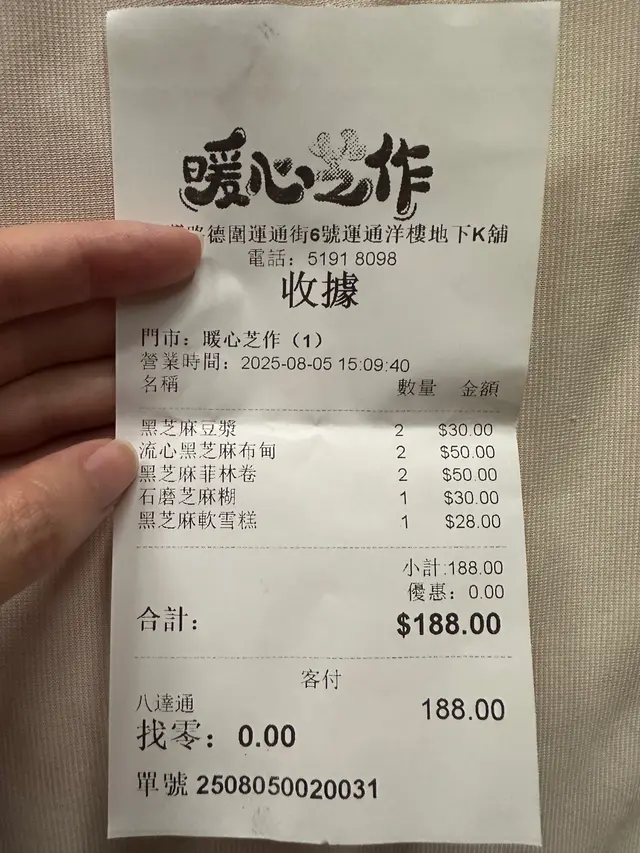 暖心芝作
德圍運通街6號運通洋樓地下K舖
電話：5191 8098
收據
門市：暖心芝作（1）
營業時間：2025-08-05 15:09:40
名稱 數量 金額
黑芝麻豆漿 2 $30.00
流心黑芝麻布甸 2 $50.00
黑芝麻菲林卷 2 $50.00
石磨芝麻糊 1 $30.00
黑芝麻軟雪糕 1 $28.00
小計:188.00
優惠：0.00
合計： $188.00
客付
八達通 188.00
找零：0.00
單號 2508050020031